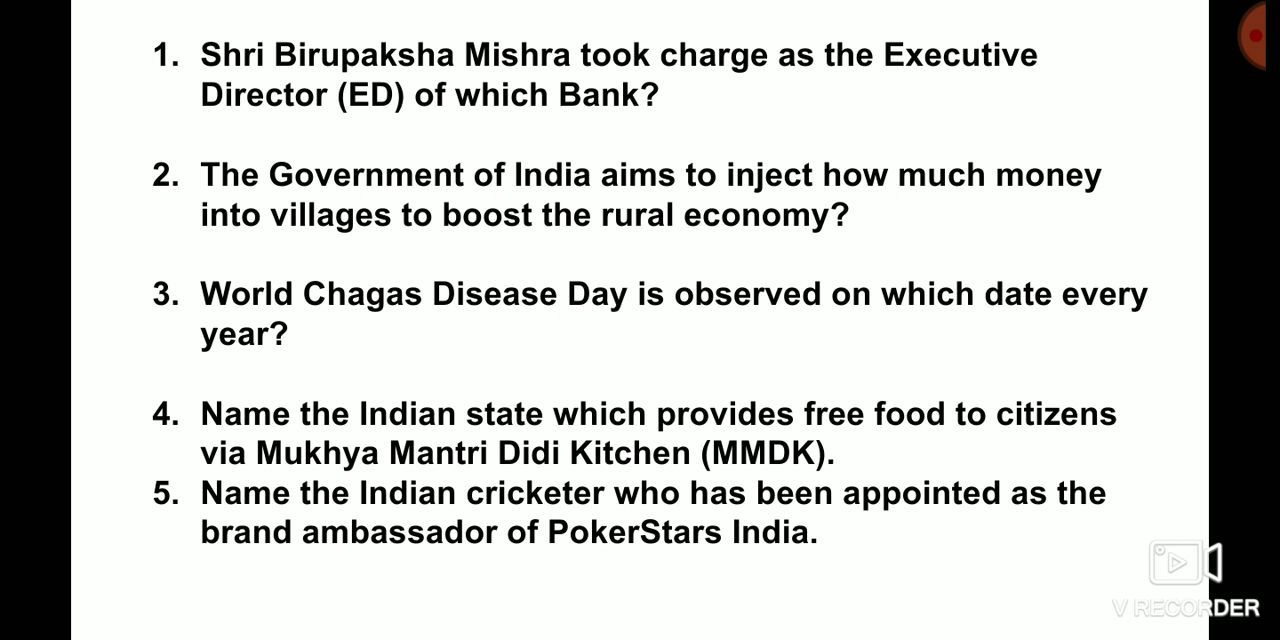 1. Shri Birupaksha Mishra took charge as the Executive
Director (ED) of which Bank?
2. The Government of India aims to inject how much money
into villages to boost the rural economy?
3. World Chagas Disease Day is observed on which date every
year?
4. Name the Indian state which provides free food to citizens
via Mukhya Mantri Didi Kitchen (MMDK).
5. Name the Indian cricketer who has been appointed as the
brand ambassador of PokerStars India.
V RECORDER